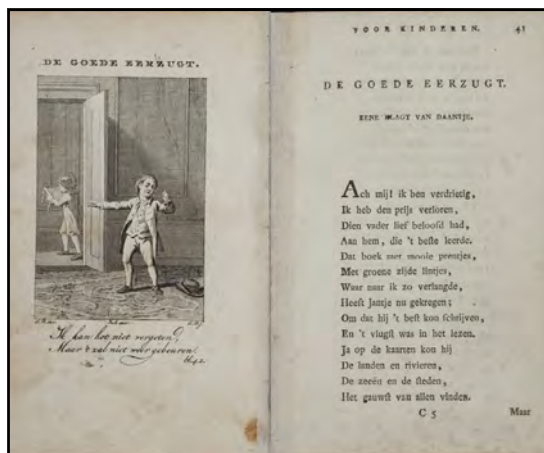 DE GOEDE EERZUGT.
Ik kan het niet vergeten,
Maar 't zal niet weêr gebeuren.
VOOR KINDEREN. 41
DE GOEDE EERZUGT.
EENE KLAGT VAN DAANTJE.
Ach mij! ik ben verdrietig,
Ik heb den prijs verloren,
Dien vader lief beloofd had,
Aan hem, die 't beſte leerde.
Dat boek met mooie prentjes,
Met groene zijde lintjes,
Waar naar ik zo verlangde,
Heeft Jantje nu gekregen;
Om dat hij 't beſt kon ſchrijven,
En 't vlugſt was in het lezen.
Ja op de kaarten kon hij
De landen en rivieren,
De zeeën en de ſteden,
Het gauwſt van allen vinden.
C 5 Maar